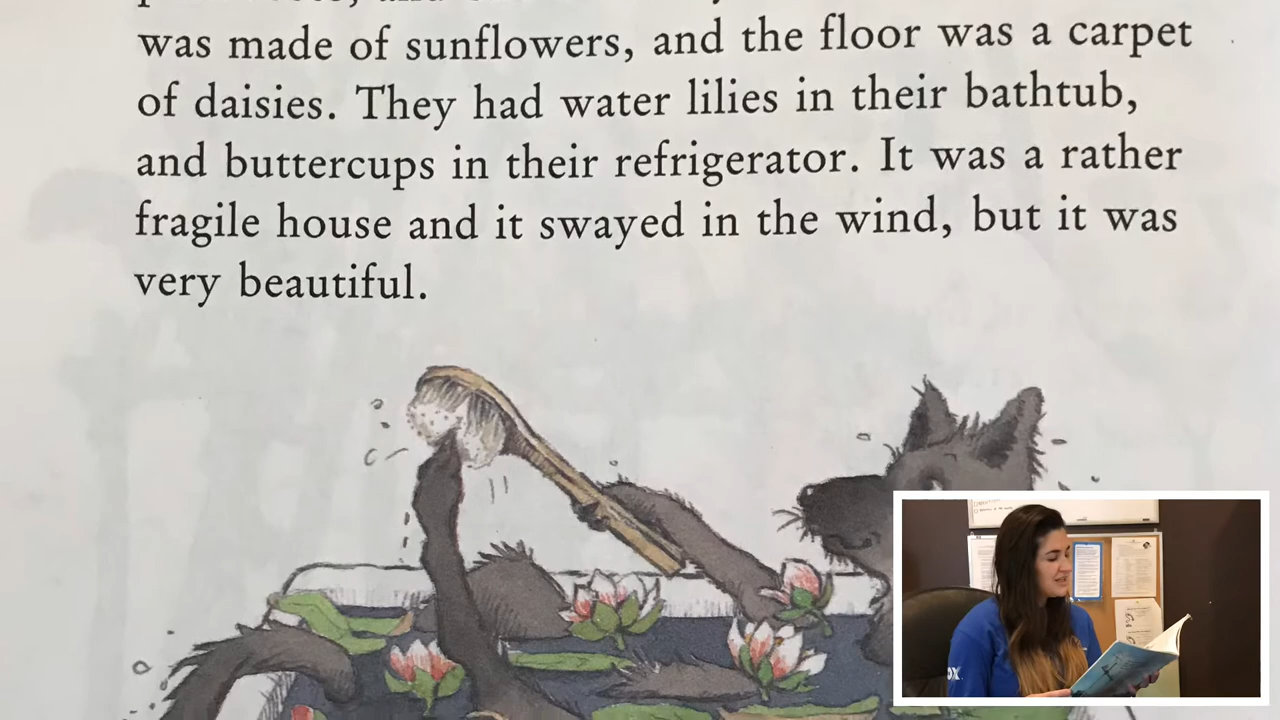 was made of sunflowers, and the floor was a carpet
of daisies. They had water lilies in their bathtub,
and buttercups in their refrigerator. It was a rather
fragile house and it swayed in the wind, but it was
very beautiful.